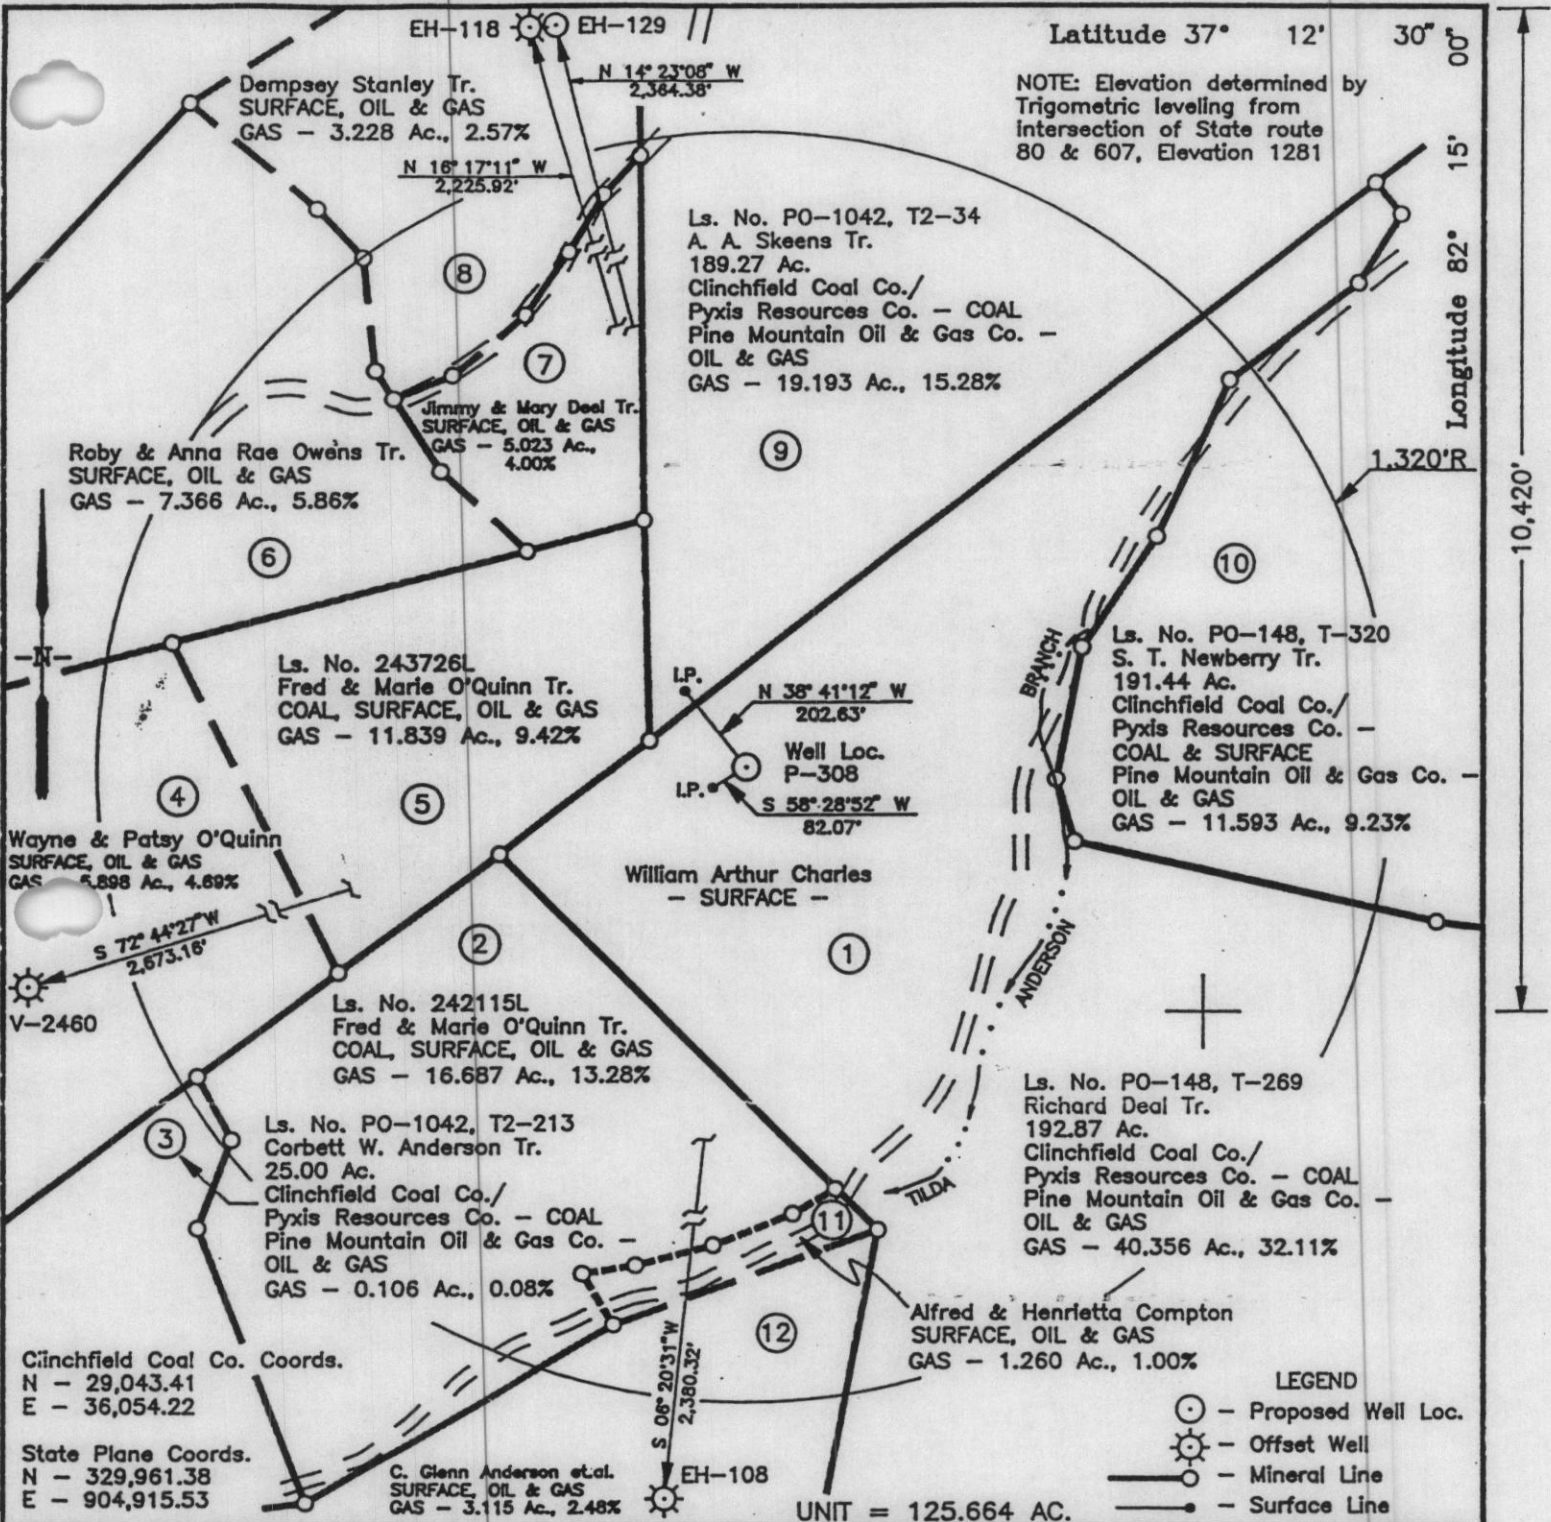 EH-118
EH-129
Latitude 37° 12' 30"
Longitude 82° 15' 00"
NOTE: Elevation determined by
Trigometric leveling from
intersection of State route
80 & 607, Elevation 1281
N 14° 23'08" W
2,364.38'
Dempsey Stanley Tr.
SURFACE, OIL & GAS
GAS - 3.228 Ac., 2.57%
N 16° 17'11" W
2,225.92'
8
7
Ls. No. PO-1042, T2-34
A. A. Skeens Tr.
189.27 Ac.
Clinchfield Coal Co./
Pyxis Resources Co. - COAL
Pine Mountain Oil & Gas Co. -
OIL & GAS
GAS - 19.193 Ac., 15.28%
9
Jimmy & Mary Deel Tr.
SURFACE, OIL & GAS
GAS - 5.023 Ac.,
4.00%
Roby & Anna Rae Owens Tr.
SURFACE, OIL & GAS
GAS - 7.366 Ac., 5.86%
6
1,320'R
10,420'
10
-N-
Ls. No. 243726L
Fred & Marie O'Quinn Tr.
COAL, SURFACE, OIL & GAS
GAS - 11.839 Ac., 9.42%
5
4
I.P.
N 38° 41'12" W
202.63'
Well Loc.
P-308
I.P.
S 58° 28'52" W
82.07'
BRANCH
Ls. No. PO-148, T-320
S. T. Newberry Tr.
191.44 Ac.
Clinchfield Coal Co./
Pyxis Resources Co. -
COAL & SURFACE
Pine Mountain Oil & Gas Co. -
OIL & GAS
GAS - 11.593 Ac., 9.23%
Wayne & Patsy O'Quinn
SURFACE, OIL & GAS
GAS 5.898 Ac., 4.69%
William Arthur Charles
- SURFACE -
S 72° 44'27" W
2,673.16'
V-2460
2
1
ANDERSON
Ls. No. 242115L
Fred & Marie O'Quinn Tr.
COAL, SURFACE, OIL & GAS
GAS - 16.687 Ac., 13.28%
3
Ls. No. PO-1042, T2-213
Corbett W. Anderson Tr.
25.00 Ac.
Clinchfield Coal Co./
Pyxis Resources Co. - COAL
Pine Mountain Oil & Gas Co. -
OIL & GAS
GAS - 0.106 Ac., 0.08%
TILDA
11
Ls. No. PO-148, T-269
Richard Deal Tr.
192.87 Ac.
Clinchfield Coal Co./
Pyxis Resources Co. - COAL
Pine Mountain Oil & Gas Co. -
OIL & GAS
GAS - 40.356 Ac., 32.11%
12
Alfred & Henrietta Compton
SURFACE, OIL & GAS
GAS - 1.260 Ac., 1.00%
Clinchfield Coal Co. Coords.
N - 29,043.41
E - 36,054.22
State Plane Coords.
N - 329,961.38
E - 904,915.53
C. Glenn Anderson et.al.
SURFACE, OIL & GAS
GAS - 3.115 Ac., 2.48%
S 06° 20'31" W
2,380.32'
EH-108
UNIT = 125.664 AC.
LEGEND
- Proposed Well Loc.
- Offset Well
- Mineral Line
- Surface Line